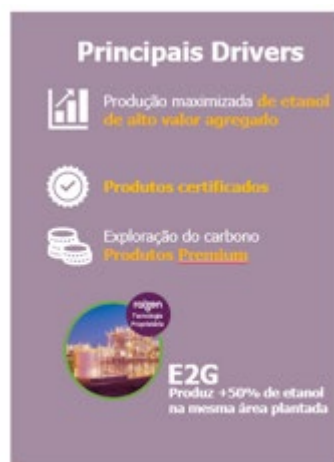 Principais Drivers
Produção maximizada de etanol
de alto valor agregado
Produtos certificados
Exploração do carbono
Produtos Premium
raízen
Tecnologia
Proprietária
E2G
Produz +50% de etanol
na mesma área plantada